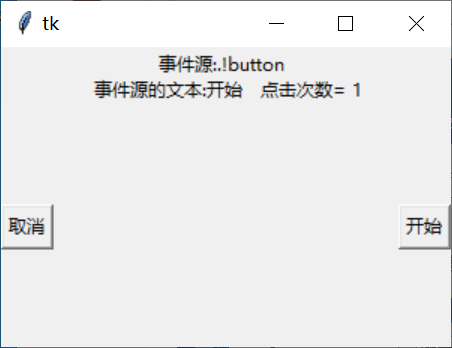 tk
事件源:.!button
事件源的文本:开始　点击次数= 1
取消
开始